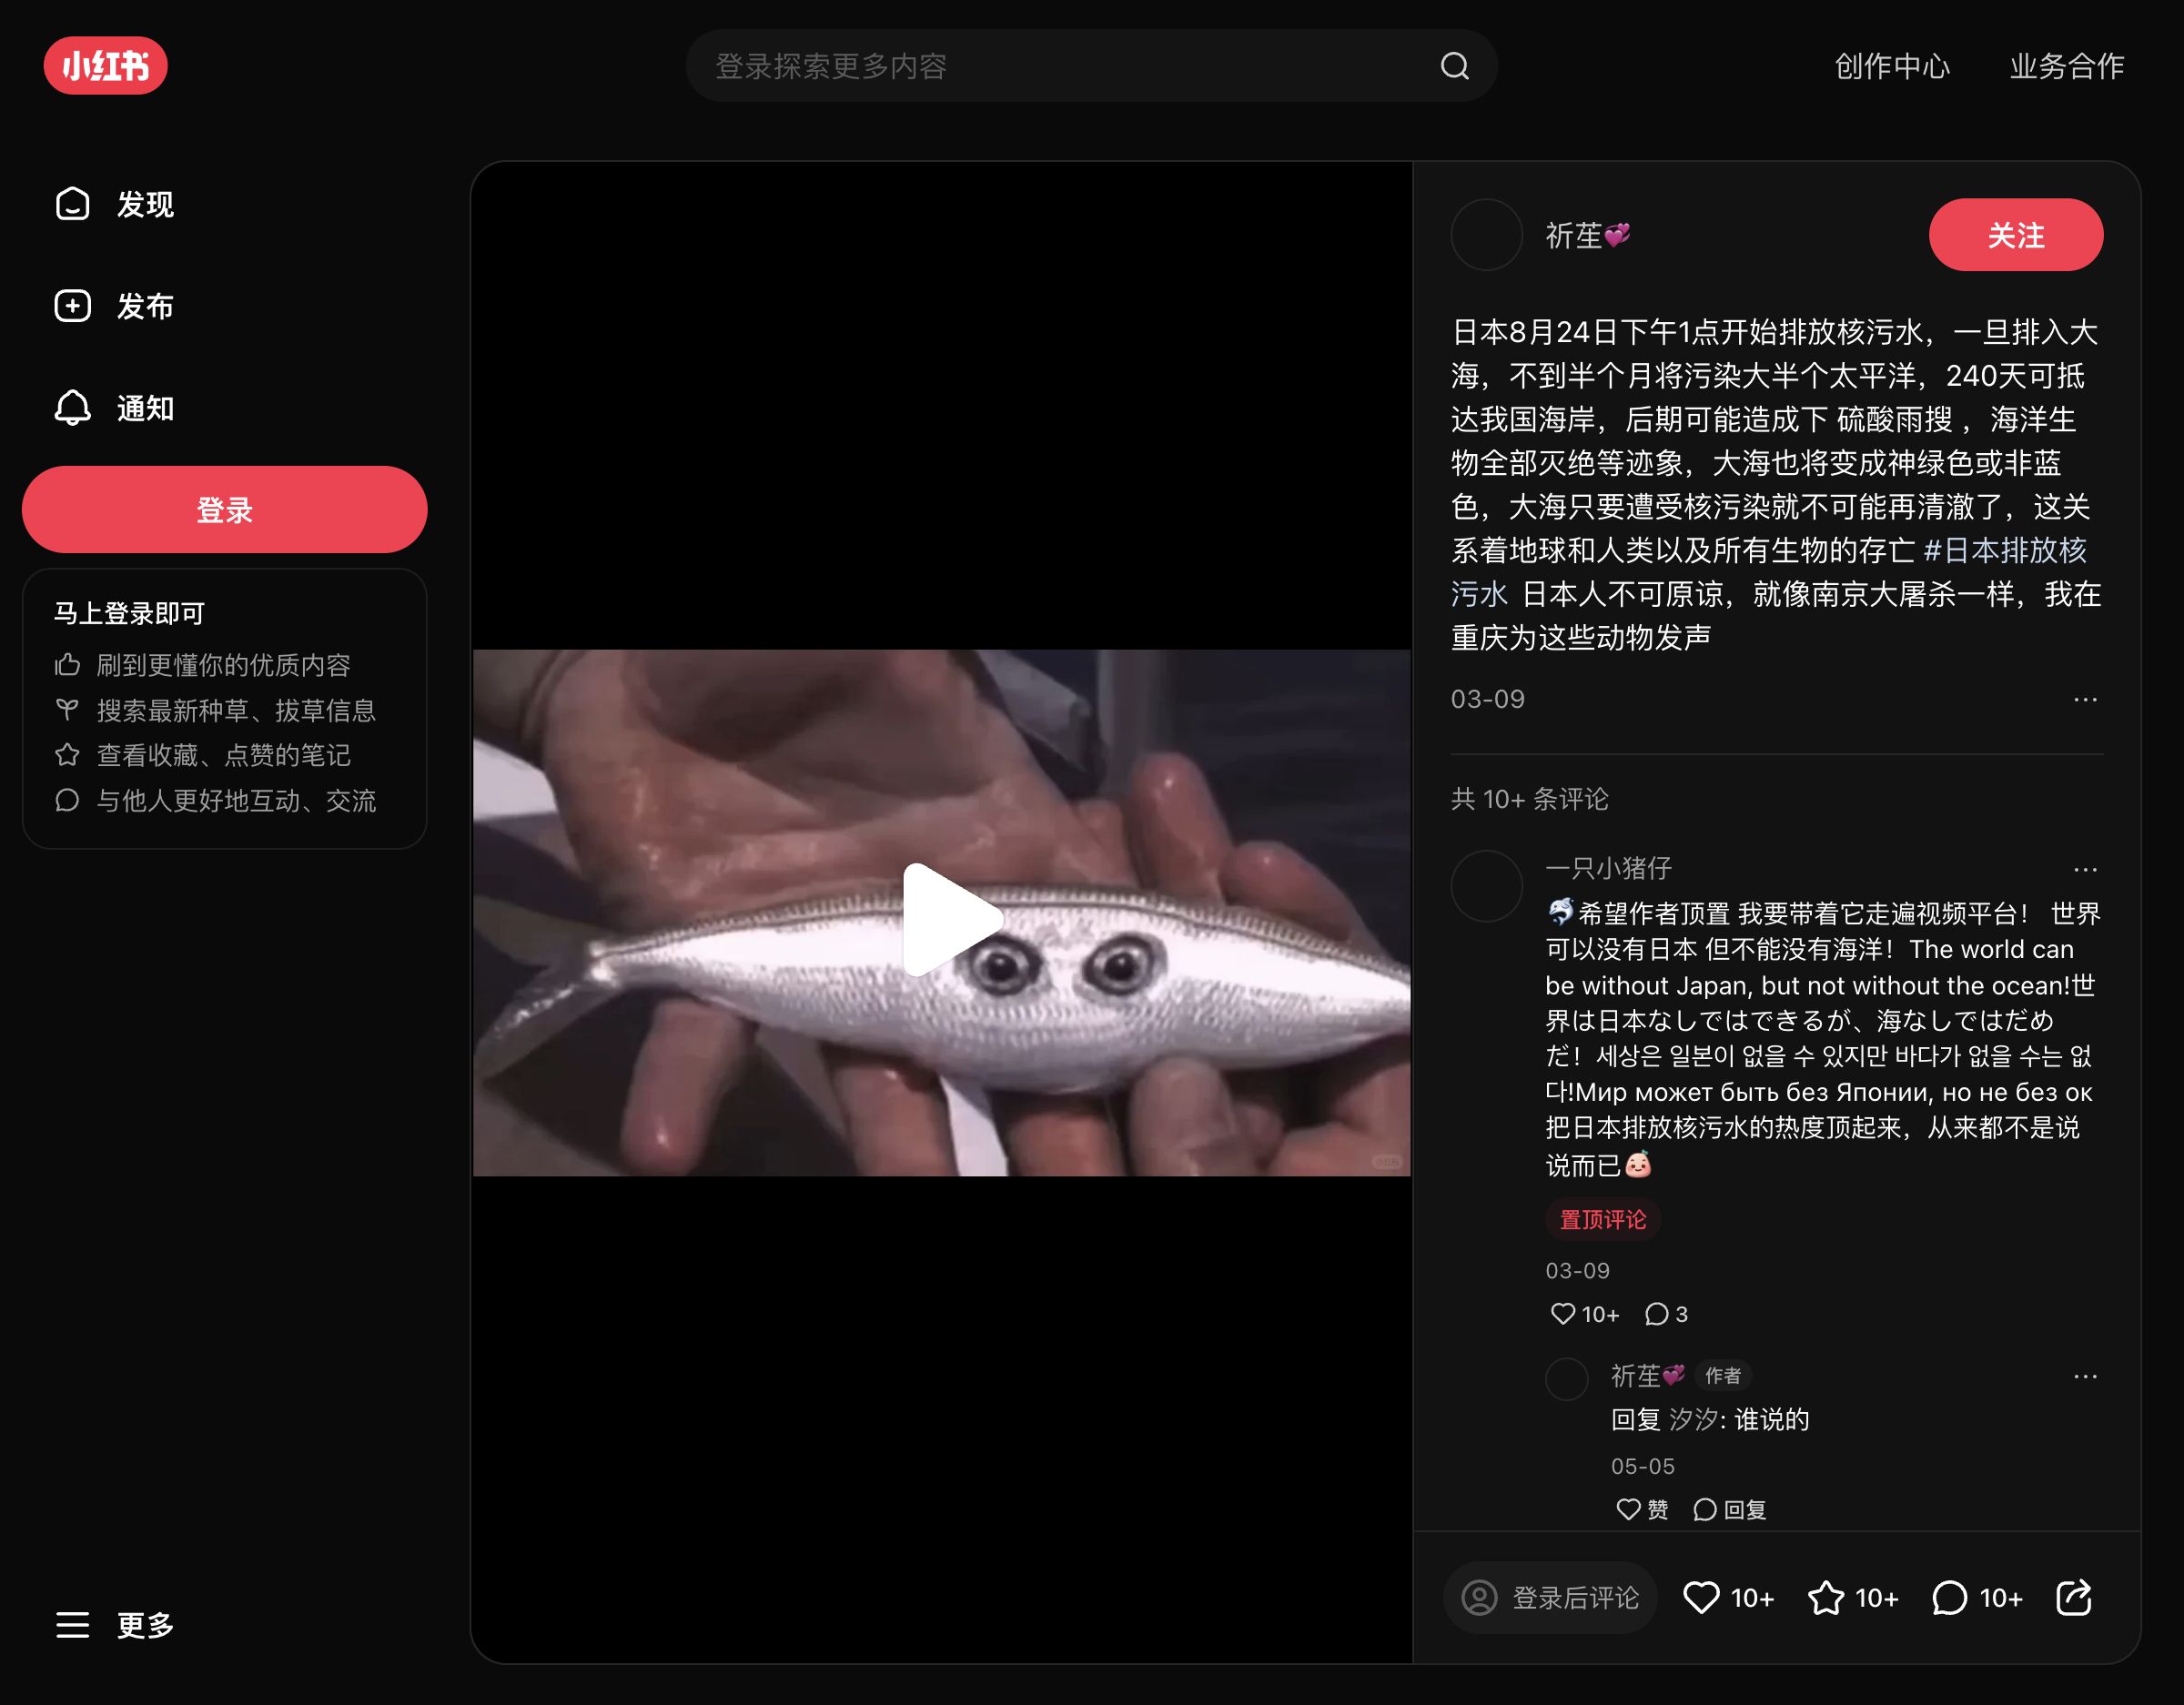 小红书
登录探索更多内容
创作中心
业务合作
发现
发布
通知
登录
马上登录即可
刷到更懂你的优质内容
搜索最新种草、拔草信息
查看收藏、点赞的笔记
与他人更好地互动、交流
更多
祈茥💞
关注
日本8月24日下午1点开始排放核污水，一旦排入大
海，不到半个月将污染大半个太平洋，240天可抵
达我国海岸，后期可能造成下 硫酸雨搜 ，海洋生
物全部灭绝等迹象，大海也将变成神绿色或非蓝
色，大海只要遭受核污染就不可能再清澈了，这关
系着地球和人类以及所有生物的存亡 #日本排放核
污水 日本人不可原谅，就像南京大屠杀一样，我在
重庆为这些动物发声
03-09
共 10+ 条评论
一只小猪仔
🐬希望作者顶置 我要带着它走遍视频平台！ 世界
可以没有日本 但不能没有海洋！The world can
be without Japan, but not without the ocean!世
界は日本なしではできるが、海なしではだめ
だ！세상은 일본이 없을 수 있지만 바다가 없을 수는 없
다!Мир может быть без Японии, но не без ок
把日本排放核污水的热度顶起来，从来都不是说
说而已
置顶评论
03-09
10+ 3
祈茥💞 作者
回复 汐汐: 谁说的
05-05
赞 回复
登录后评论 10+ 10+ 10+